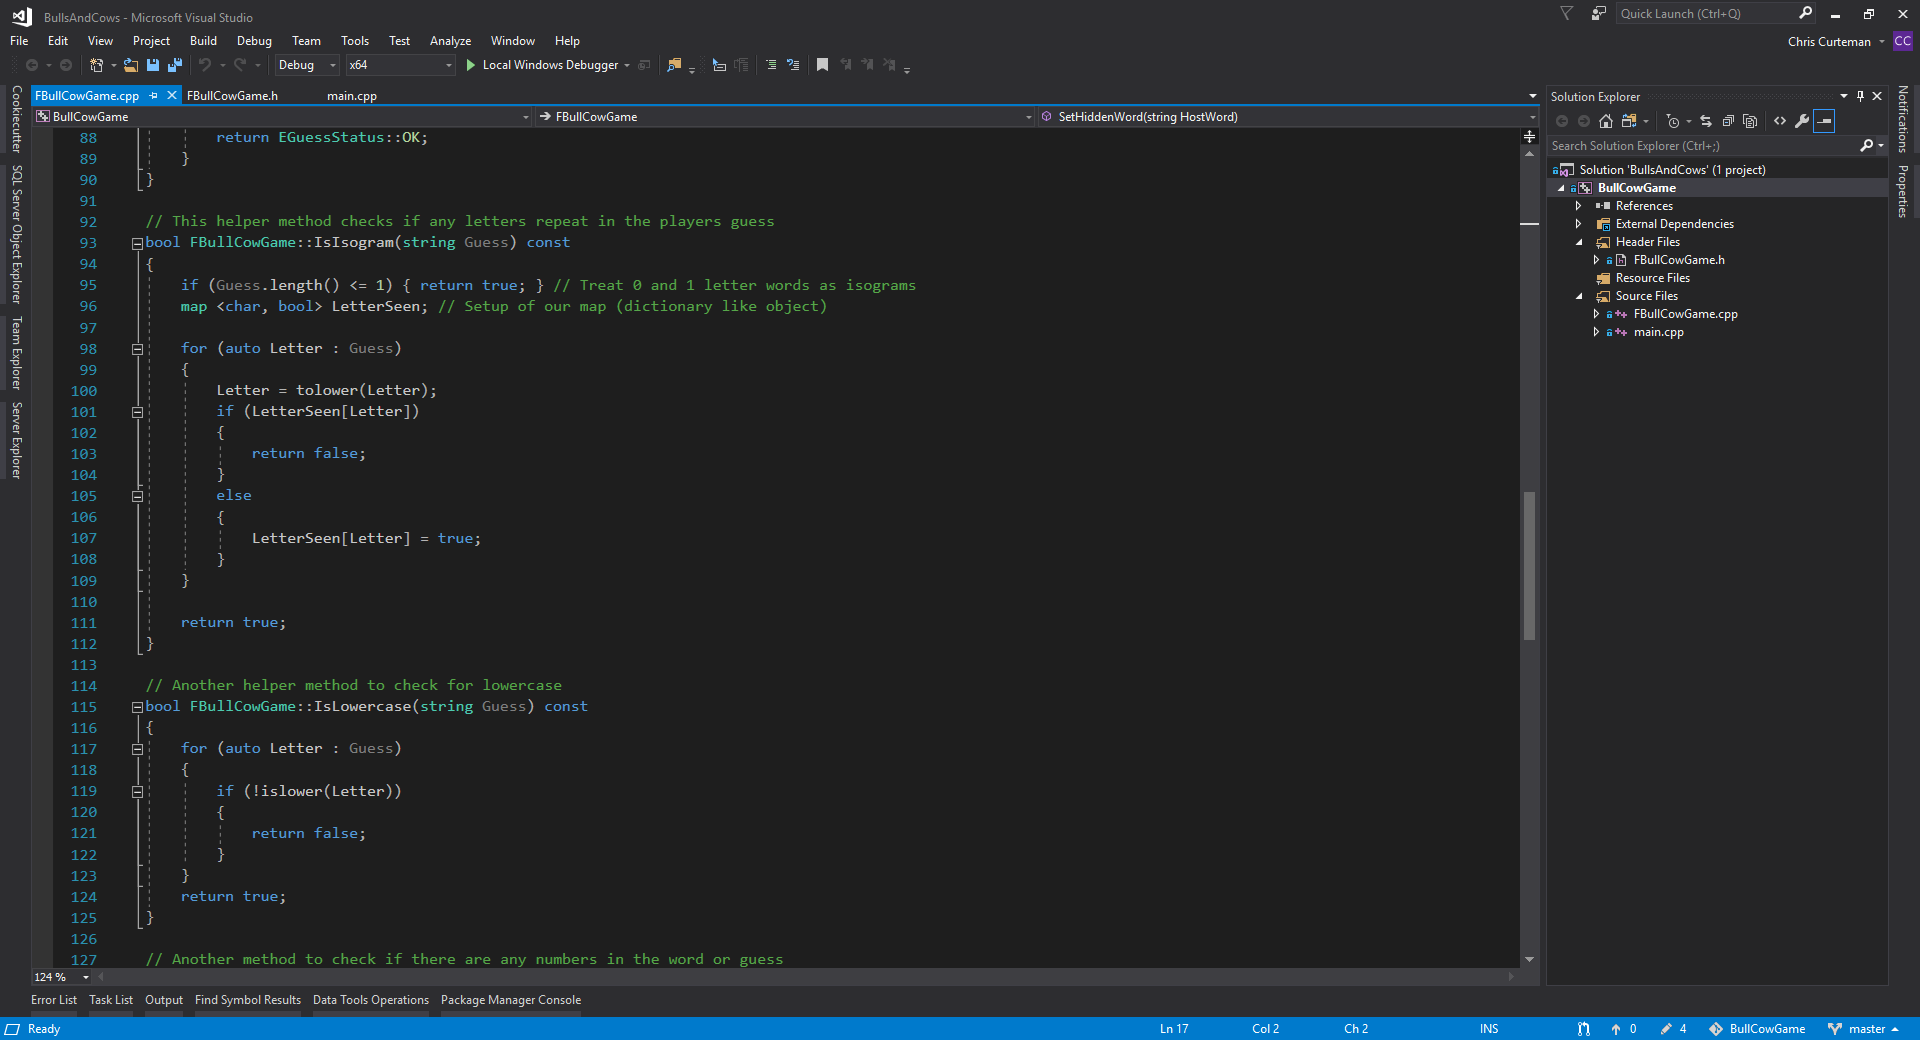 BullsAndCows - Microsoft Visual Studio
Quick Launch (Ctrl+Q)
File Edit View Project Build Debug Team Tools Test Analyze Window Help
Chris Curteman CC
Debug x64 Local Windows Debugger
FBullCowGame.cpp FBullCowGame.h main.cpp
BullCowGame FBullCowGame SetHiddenWord(string HostWord)
Cookiecutter
SQL Server Object Explorer
Team Explorer
Server Explorer
88 return EGuessStatus::OK;
89 }
90 }
91
92 // This helper method checks if any letters repeat in the players guess
93 bool FBullCowGame::IsIsogram(string Guess) const
94 {
95 if (Guess.length() <= 1) { return true; } // Treat 0 and 1 letter words as isograms
96 map <char, bool> LetterSeen; // Setup of our map (dictionary like object)
97
98 for (auto Letter : Guess)
99 {
100 Letter = tolower(Letter);
101 if (LetterSeen[Letter])
102 {
103 return false;
104 }
105 else
106 {
107 LetterSeen[Letter] = true;
108 }
109 }
110
111 return true;
112 }
113
114 // Another helper method to check for lowercase
115 bool FBullCowGame::IsLowercase(string Guess) const
116 {
117 for (auto Letter : Guess)
118 {
119 if (!islower(Letter))
120 {
121 return false;
122 }
123 }
124 return true;
125 }
126
127 // Another method to check if there are any numbers in the word or guess
124 %
Solution Explorer
Search Solution Explorer (Ctrl+;)
Solution 'BullsAndCows' (1 project)
BullCowGame
References
External Dependencies
Header Files
FBullCowGame.h
Resource Files
Source Files
FBullCowGame.cpp
main.cpp
Notifications
Properties
Error List Task List Output Find Symbol Results Data Tools Operations Package Manager Console
Ready Ln 17 Col 2 Ch 2 INS 0 4 BullCowGame master